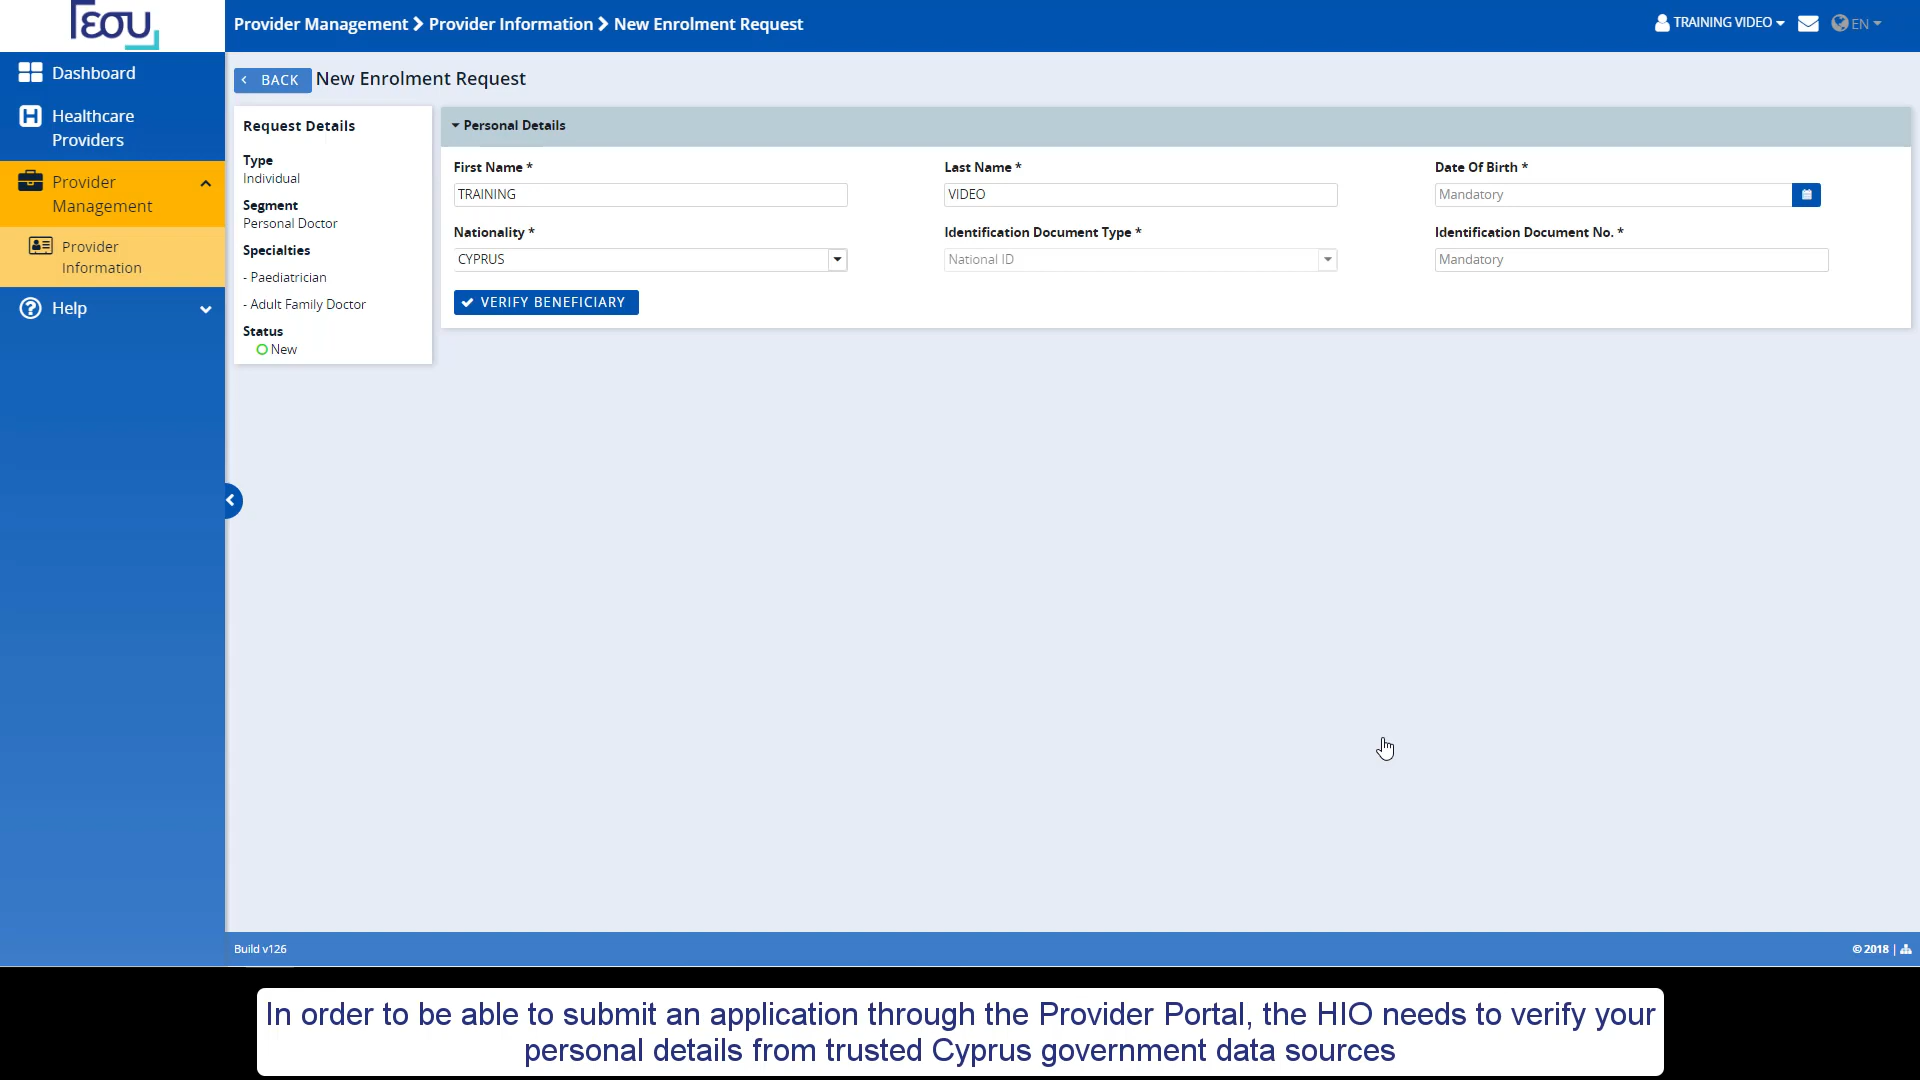 γεσυ
Provider Management
Provider Information
New Enrolment Request
TRAINING VIDEO
EN
Dashboard
Healthcare
Providers
Provider
Management
Provider
Information
Help
BACK
New Enrolment Request
Request Details
Type
Individual
Segment
Personal Doctor
Specialties
- Paediatrician
- Adult Family Doctor
Status
New
Personal Details
First Name *
Last Name *
Date Of Birth *
TRAINING
VIDEO
Mandatory
Nationality *
Identification Document Type *
Identification Document No. *
CYPRUS
National ID
Mandatory
VERIFY BENEFICIARY
Build v126
© 2018 |
In order to be able to submit an application through the Provider Portal, the HIO needs to verify your
personal details from trusted Cyprus government data sources